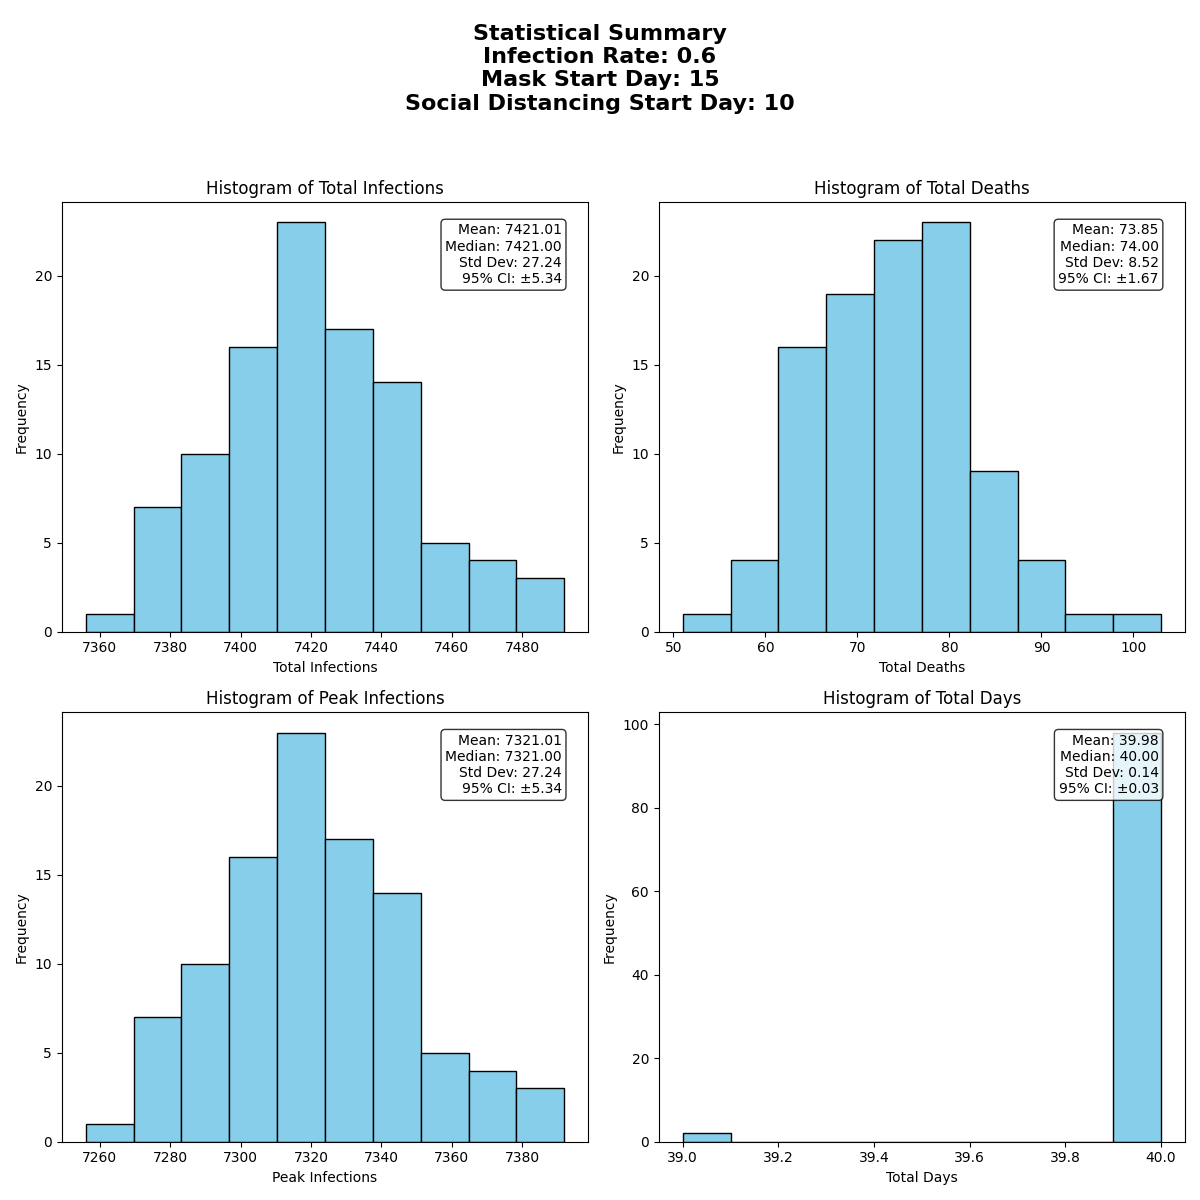 Statistical Summary
Infection Rate: 0.6
Mask Start Day: 15
Social Distancing Start Day: 10
Histogram of Total Infections
Mean: 7421.01
Median: 7421.00
Std Dev: 27.24
95% CI: ±5.34
20
15
10
5
0
Frequency
7360 7380 7400 7420 7440 7460 7480
Total Infections
Histogram of Total Deaths
Mean: 73.85
Median: 74.00
Std Dev: 8.52
95% CI: ±1.67
20
15
10
5
0
Frequency
50 60 70 80 90 100
Total Deaths
Histogram of Peak Infections
Mean: 7321.01
Median: 7321.00
Std Dev: 27.24
95% CI: ±5.34
20
15
10
5
0
Frequency
7260 7280 7300 7320 7340 7360 7380
Peak Infections
Histogram of Total Days
Mean: 39.98
Median: 40.00
Std Dev: 0.14
95% CI: ±0.03
100
80
60
40
20
0
Frequency
39.0 39.2 39.4 39.6 39.8 40.0
Total Days